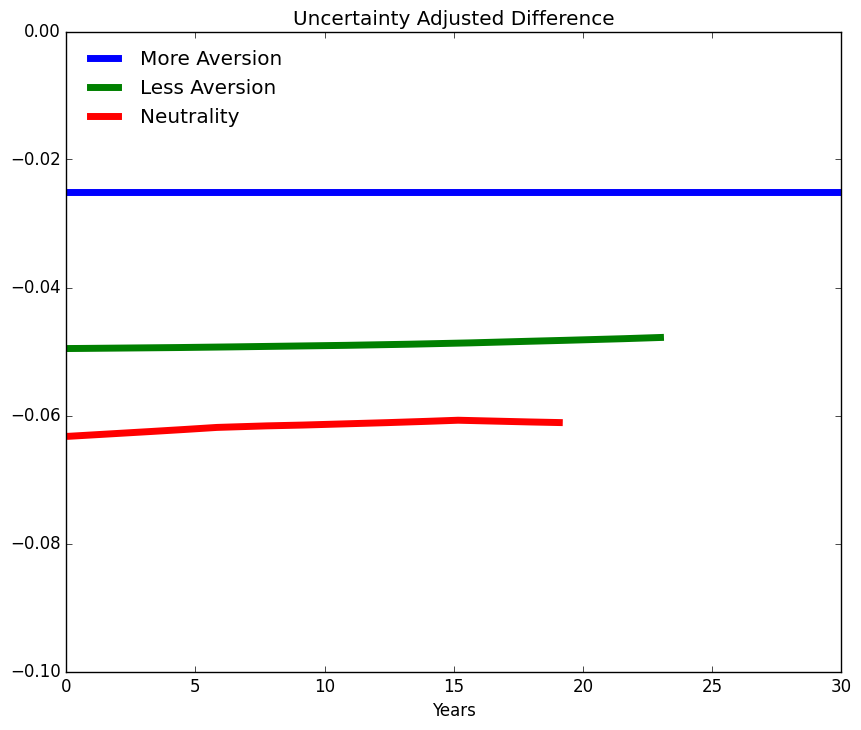 Uncertainty Adjusted Difference
0.00
More Aversion
Less Aversion
Neutrality
−0.02
−0.04
−0.06
−0.08
−0.10
0 5 10 15 20 25 30
Years